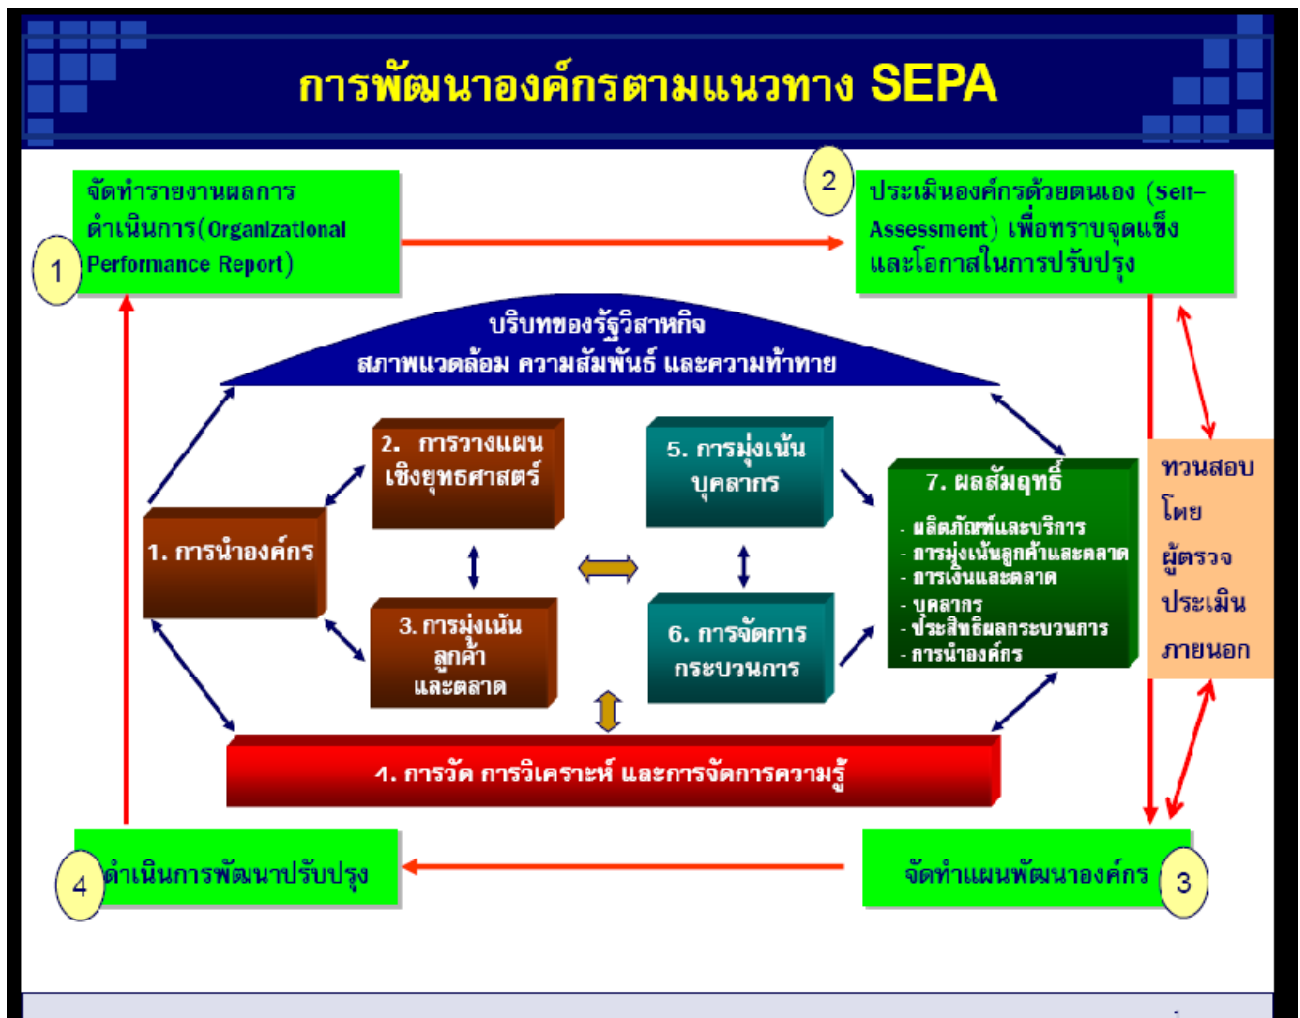 การพัฒนาองค์กรตามแนวทาง SEPA
1
จัดทำรายงานผลการ
ดำเนินการ(Organizational
Performance Report)
2
ประเมินองค์กรด้วยตนเอง (Self-
Assessment) เพื่อทราบจุดแข็ง
และโอกาสในการปรับปรุง
บริบทของรัฐวิสาหกิจ
สภาพแวดล้อม ความสัมพันธ์ และความท้าทาย
1. การนำองค์กร
2. การวางแผน
เชิงยุทธศาสตร์
3. การมุ่งเน้น
ลูกค้า
และตลาด
5. การมุ่งเน้น
บุคลากร
6. การจัดการ
กระบวนการ
7. ผลสัมฤทธิ์
- ผลิตภัณฑ์และบริการ
- การมุ่งเน้นลูกค้าและตลาด
- การเงินและตลาด
- บุคลากร
- ประสิทธิผลกระบวนการ
- การนำองค์กร
ทวนสอบ
โดย
ผู้ตรวจ
ประเมิน
ภายนอก
4. การวัด การวิเคราะห์ และการจัดการความรู้
4
ดำเนินการพัฒนาปรับปรุง
จัดทำแผนพัฒนาองค์กร
3